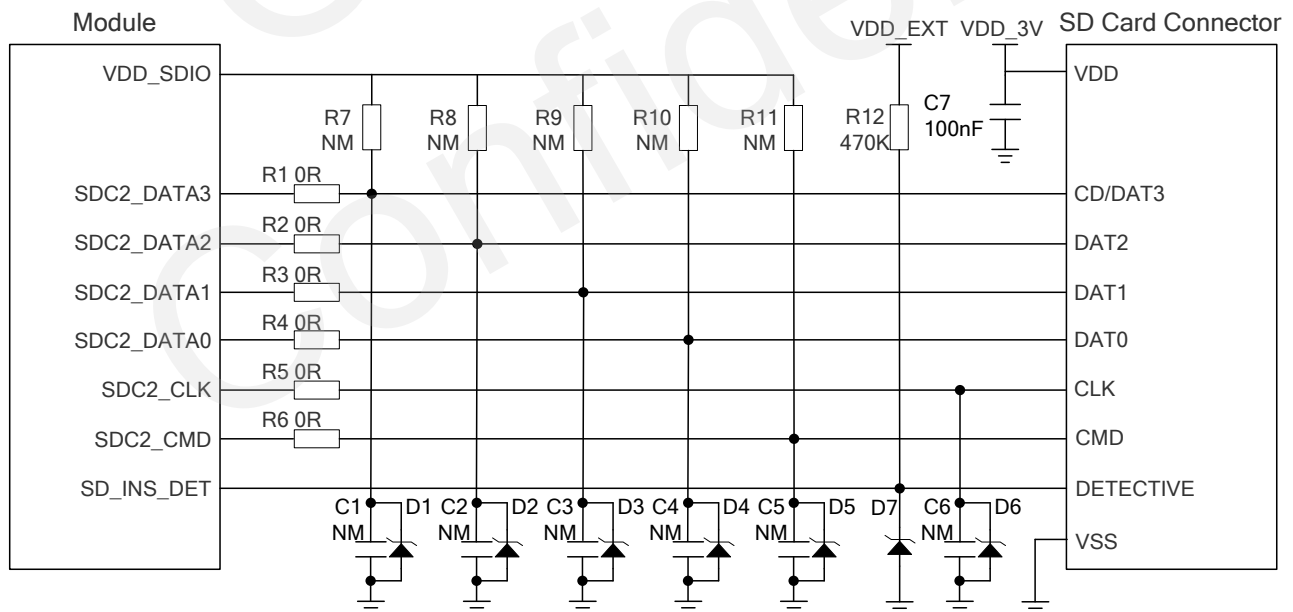 Module
VDD_EXT VDD_3V SD Card Connector
VDD_SDIO
VDD
R7
NM
R8
NM
R9
NM
R10
NM
R11
NM
R12
470K
C7
100nF
SDC2_DATA3
R1 0R
CD/DAT3
SDC2_DATA2
R2 0R
DAT2
SDC2_DATA1
R3 0R
DAT1
SDC2_DATA0
R4 0R
DAT0
SDC2_CLK
R5 0R
CLK
SDC2_CMD
R6 0R
CMD
SD_INS_DET
DETECTIVE
C1
NM
D1
C2
NM
D2
C3
NM
D3
C4
NM
D4
C5
NM
D5
D7
C6
NM
D6
VSS